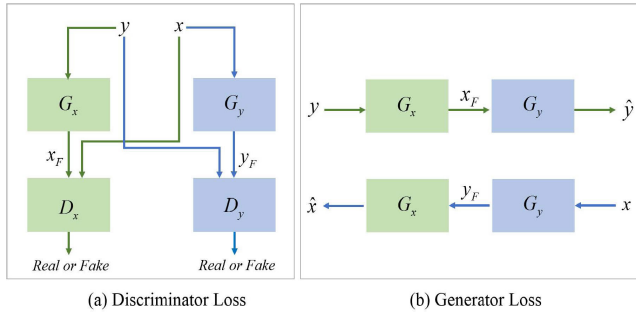 y x
G_x G_y
x_F y_F
D_x D_y
Real or Fake Real or Fake
(a) Discriminator Loss
y G_x x_F G_y ŷ
x̂ G_x y_F G_y x
(b) Generator Loss